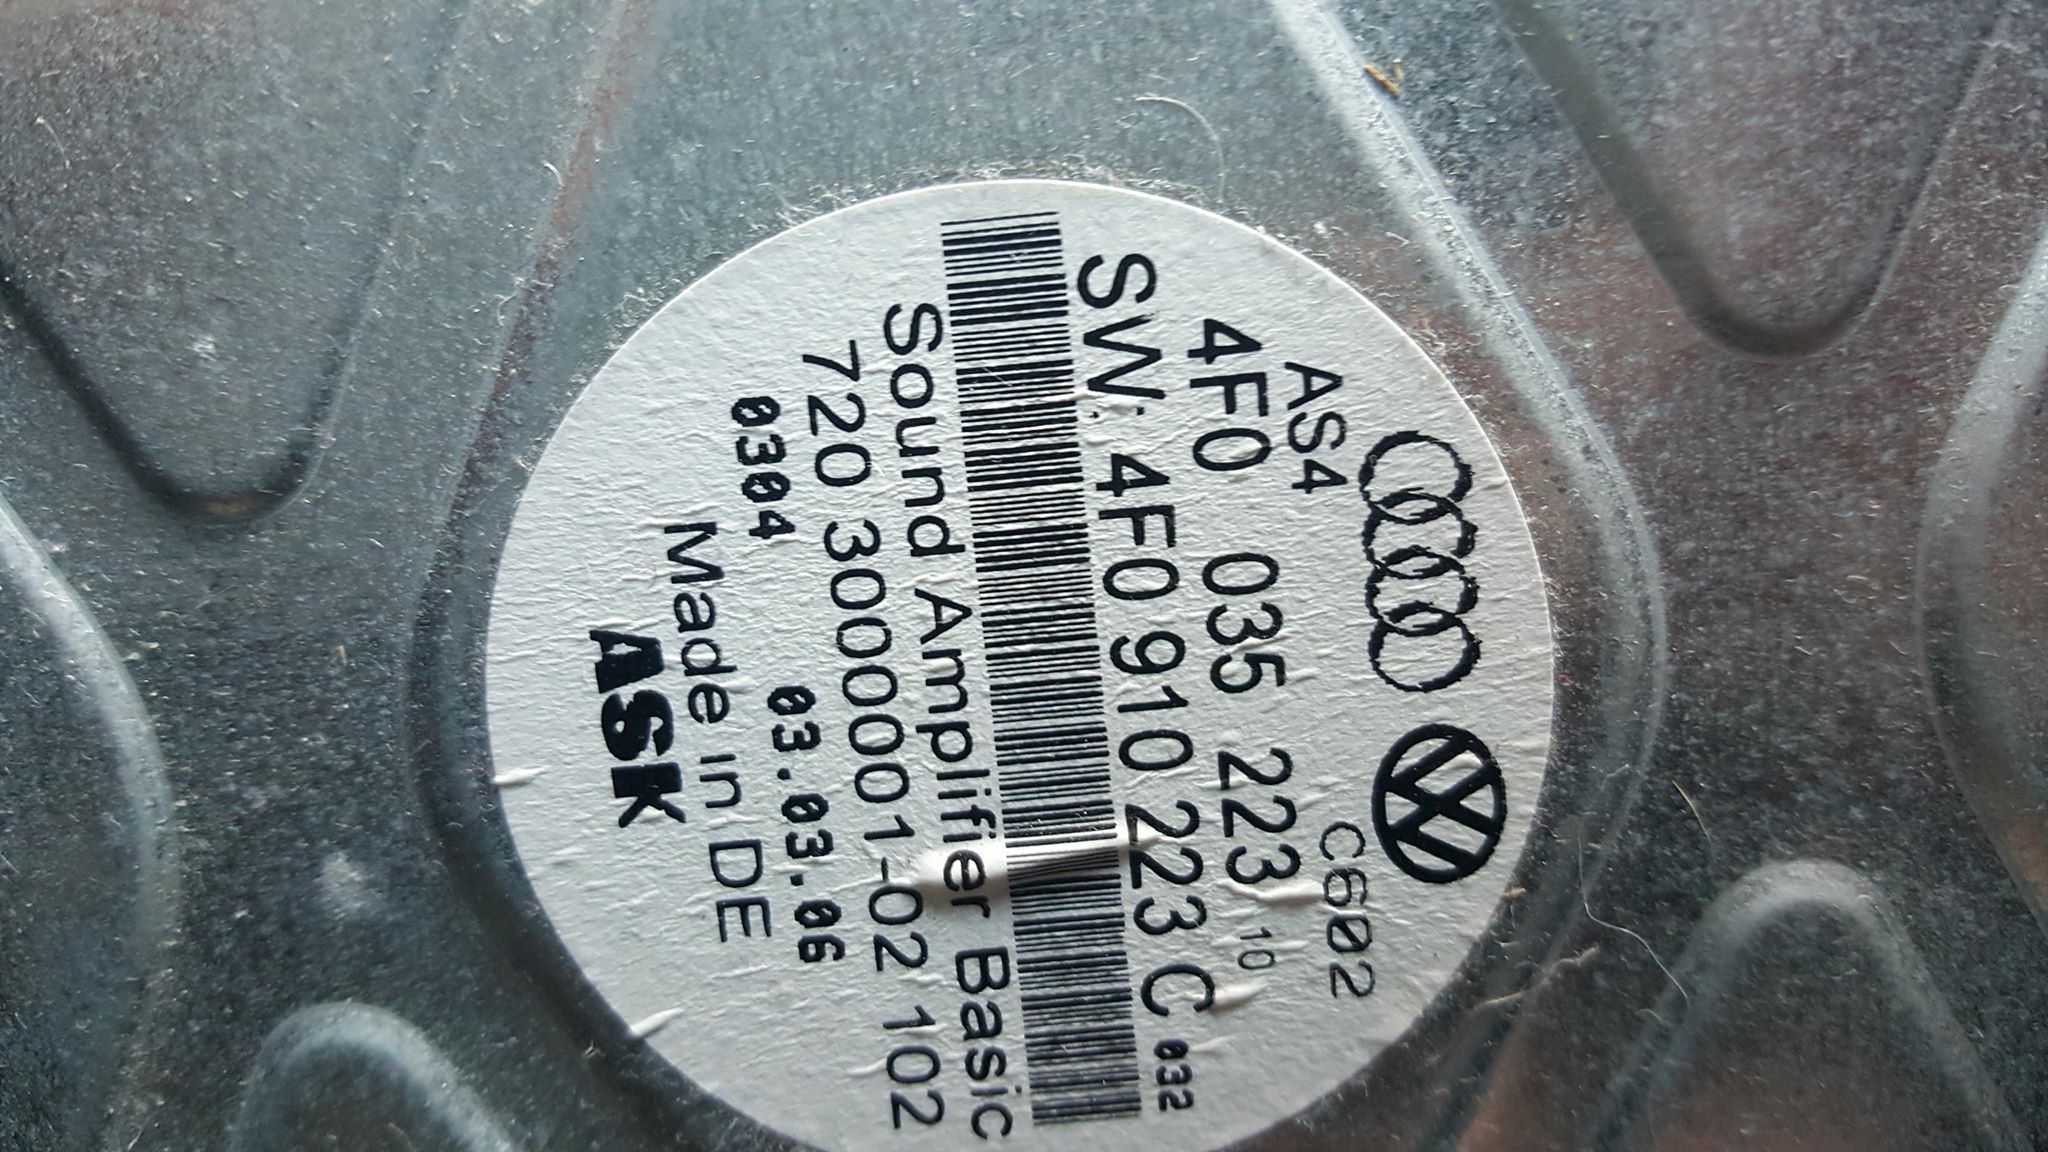 AS4 C602
4F0 035 223 10
SW: 4F0 910 223 C 032
Sound Amplifier Basic
720 3000001-02 102
0304 03.03.06
Made in DE
ASK